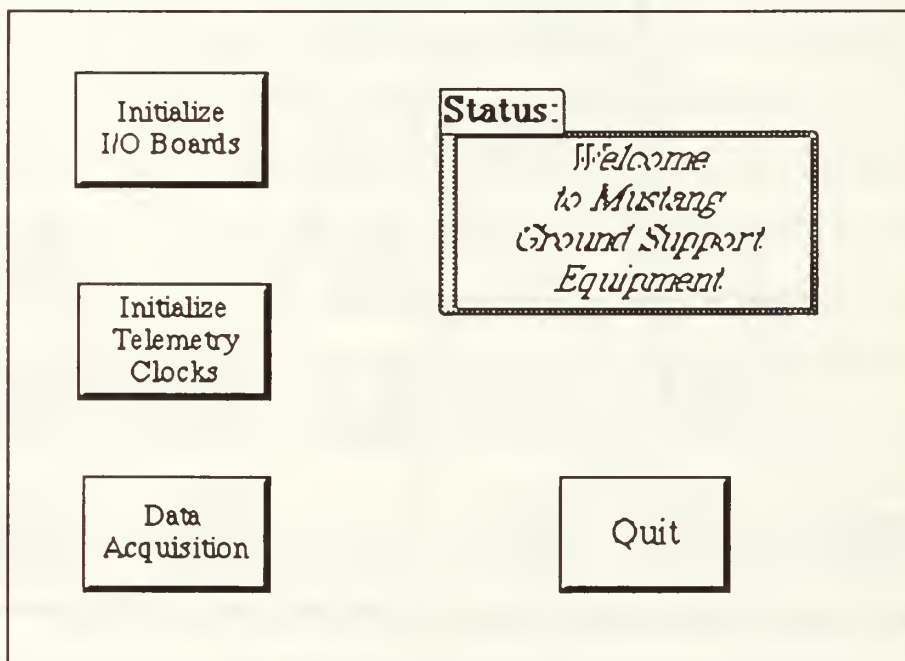 Initialize
I/O Boards
Status:
Welcome
to Mustang
Ground Support
Equipment
Initialize
Telemetry
Clocks
Data
Acquisition
Quit